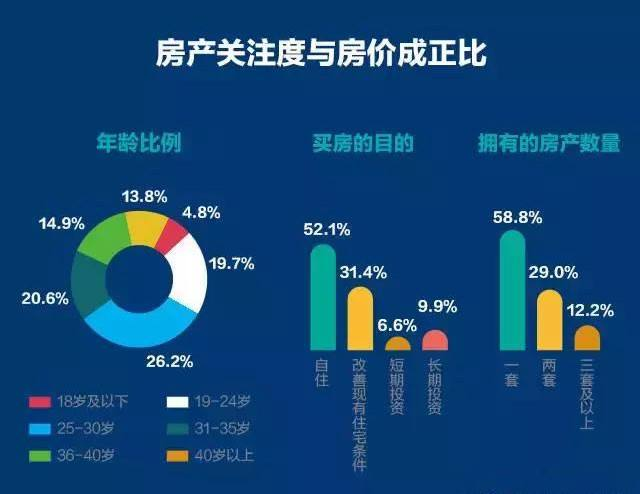 房产关注度与房价成正比
年龄比例
13.8%
4.8%
14.9%
19.7%
20.6%
26.2%
18岁及以下
19-24岁
25-30岁
31-35岁
36-40岁
40岁以上
买房的目的
52.1%
31.4%
6.6%
9.9%
自住
改善现有住宅条件
短期投资
长期投资
拥有的房产数量
58.8%
29.0%
12.2%
一套
两套
三套及以上